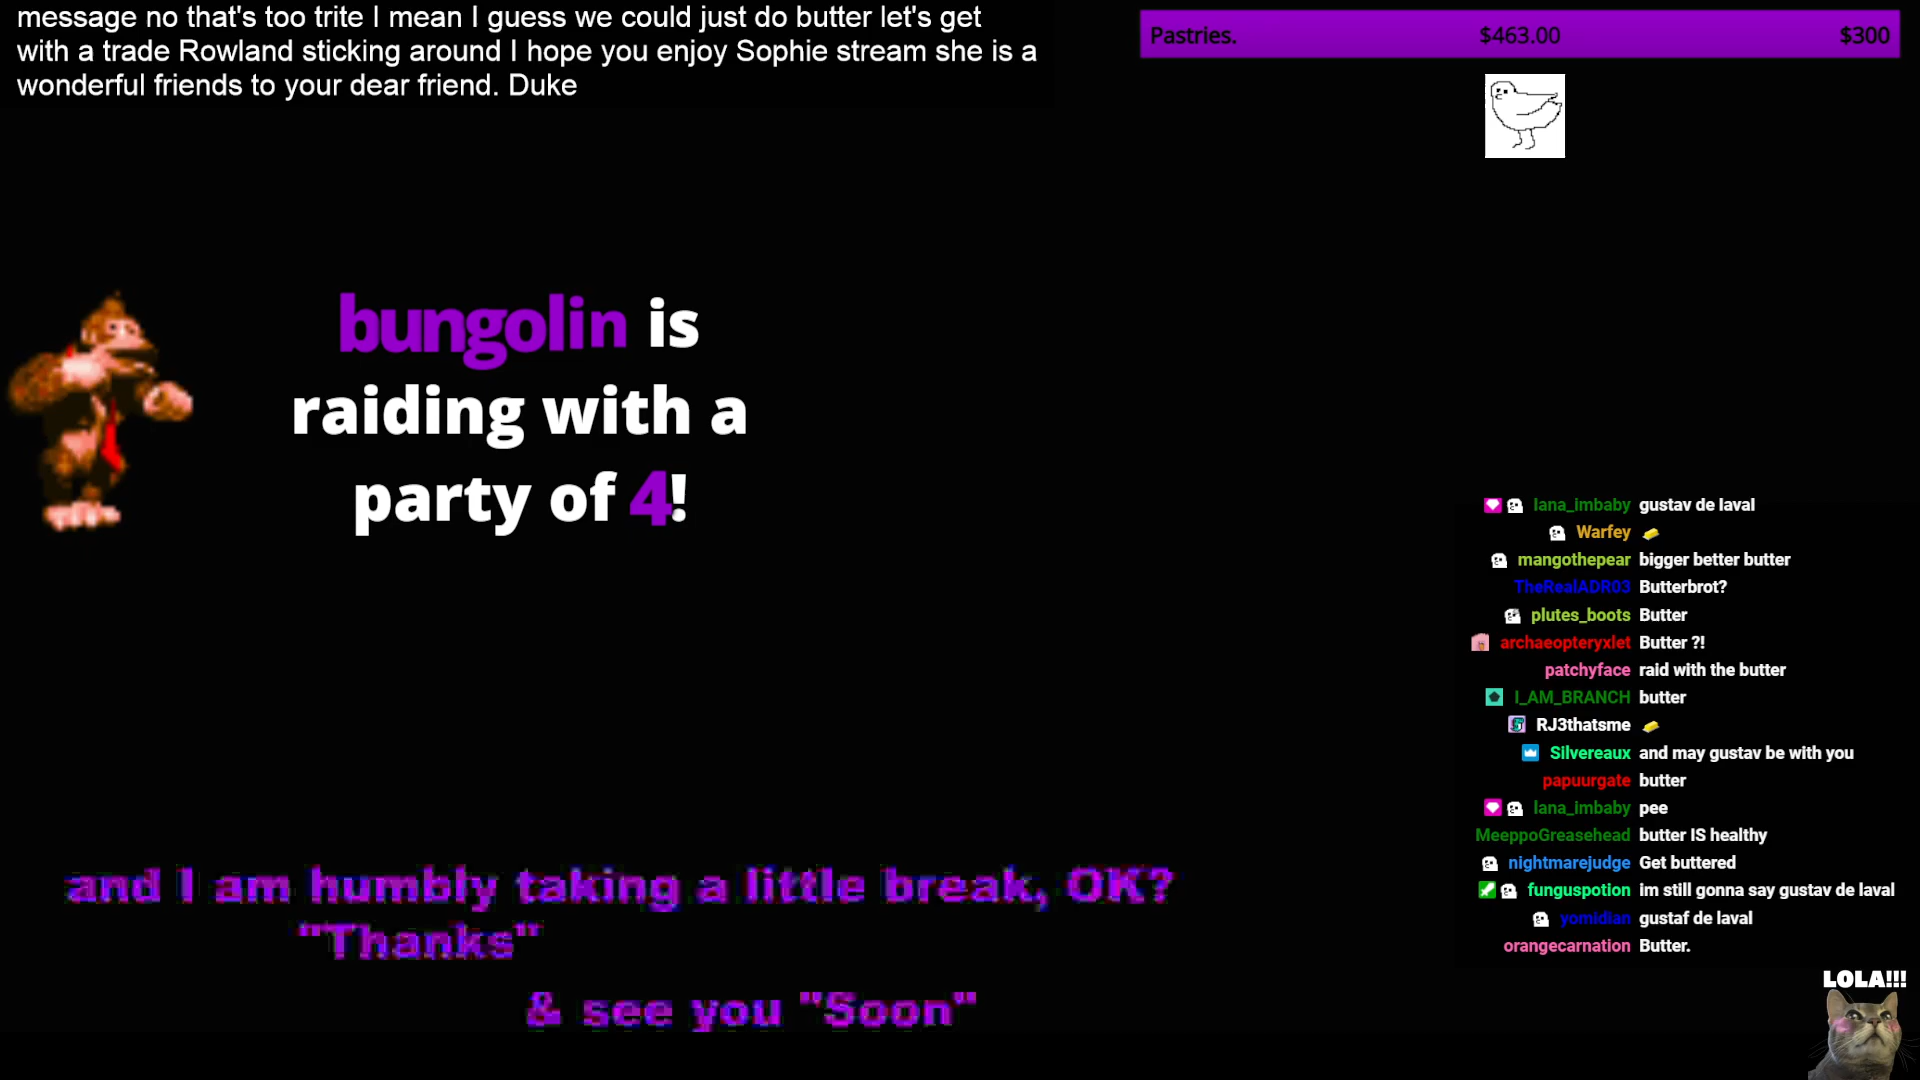 message no that's too trite I mean I guess we could just do butter let's get
with a trade Rowland sticking around I hope you enjoy Sophie stream she is a
wonderful friends to your dear friend. Duke
Pastries. $463.00 $300
bungolin is
raiding with a
party of 4!
lana_imbaby gustav de laval
Warfey
mangothepear bigger better butter
TheRealADR03 Butterbrot?
plutes_boots Butter
archaeopteryxlet Butter ?!
patchyface raid with the butter
I_AM_BRANCH butter
RJ3thatsme
Silvereaux and may gustav be with you
papuurgate butter
lana_imbaby pee
MeeppoGreasehead butter IS healthy
nightmarejudge Get buttered
funguspotion im still gonna say gustav de laval
yomidian gustaf de laval
orangecarnation Butter.
and I am humbly taking a little break, OK?
"Thanks"
& see you "Soon"
LOLA!!!